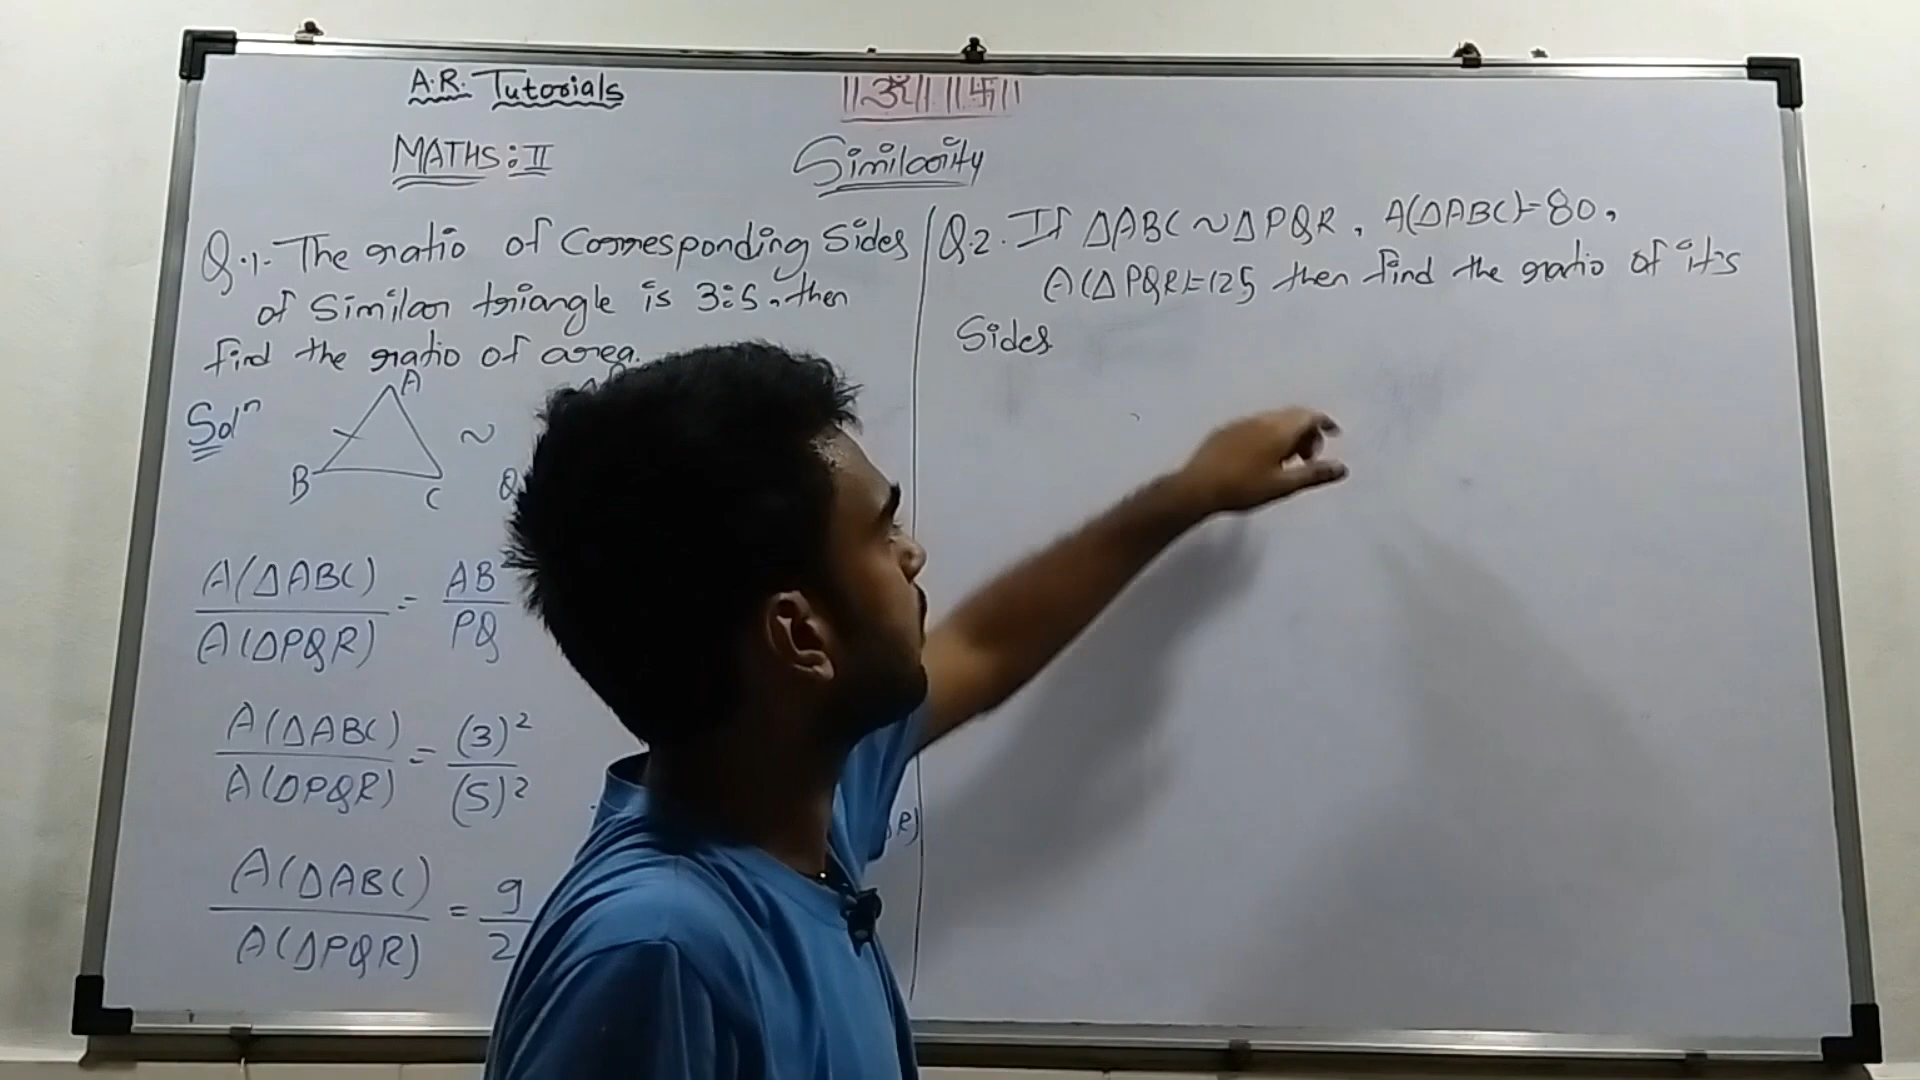 A.R. Tutorials
||ॐ|| ||卐||
MATHS:II
Similarity
Q.1. The ratio of Corresponding Sides
of Similar triangle is 3:5, then
find the ratio of area.
Solⁿ
A
~
B
C
Q
A(ΔABC) / A(ΔPQR) = AB / PQ
A(ΔABC) / A(ΔPQR) = (3)² / (5)²
A(ΔABC) / A(ΔPQR) = 9 / 2
R)
Q.2. If ΔABC ~ ΔPQR, A(ΔABC)=80,
A(ΔPQR)=125 then find the ratio of it's
Sides